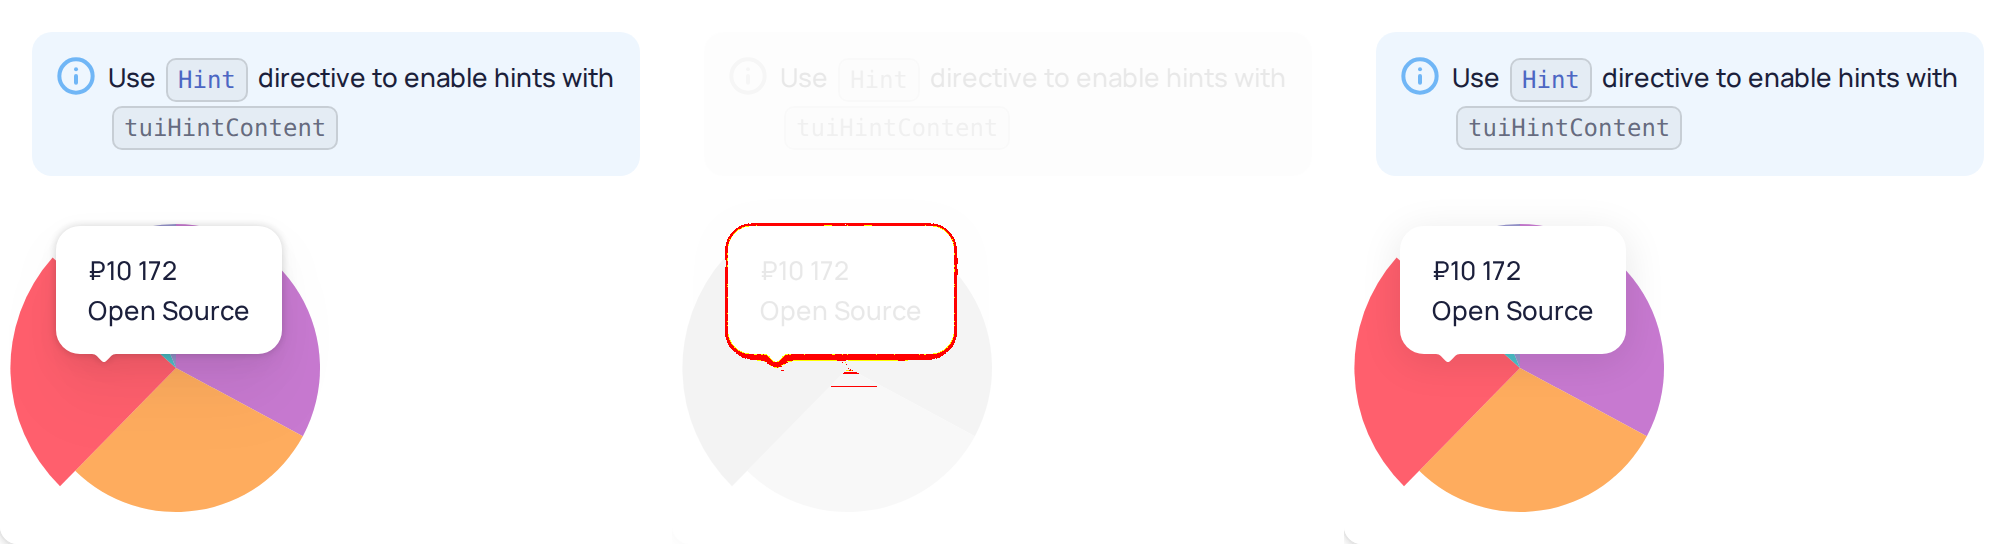 Use Hint directive to enable hints with
tuiHintContent
₽10 172
Open Source
Use Hint directive to enable hints with
tuiHintContent
₽10 172
Open Source
Use Hint directive to enable hints with
tuiHintContent
₽10 172
Open Source